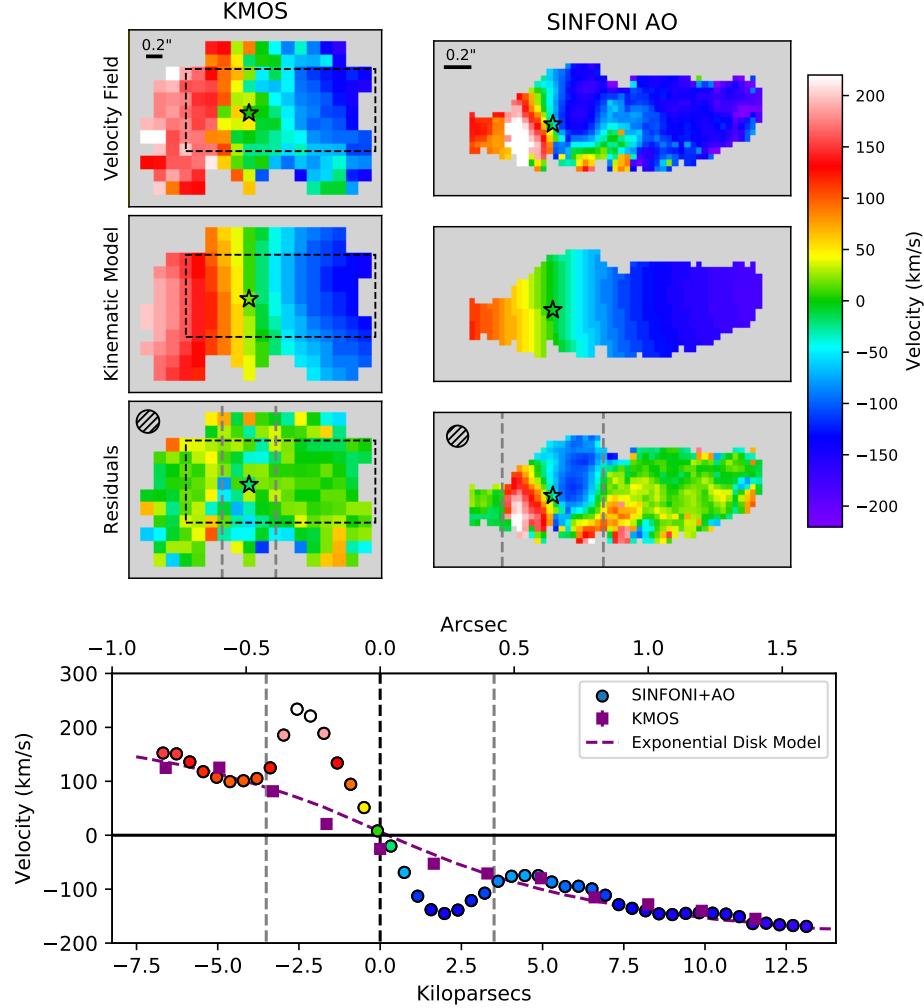 KMOS
SINFONI AO
0.2"
0.2"
Velocity Field
Kinematic Model
Residuals
200
150
100
50
0
−50
−100
−150
−200
Velocity (km/s)
Arcsec
−1.0 −0.5 0.0 0.5 1.0 1.5
300
200
100
0
−100
−200
Velocity (km/s)
SINFONI+AO
KMOS
Exponential Disk Model
−7.5 −5.0 −2.5 0.0 2.5 5.0 7.5 10.0 12.5
Kiloparsecs